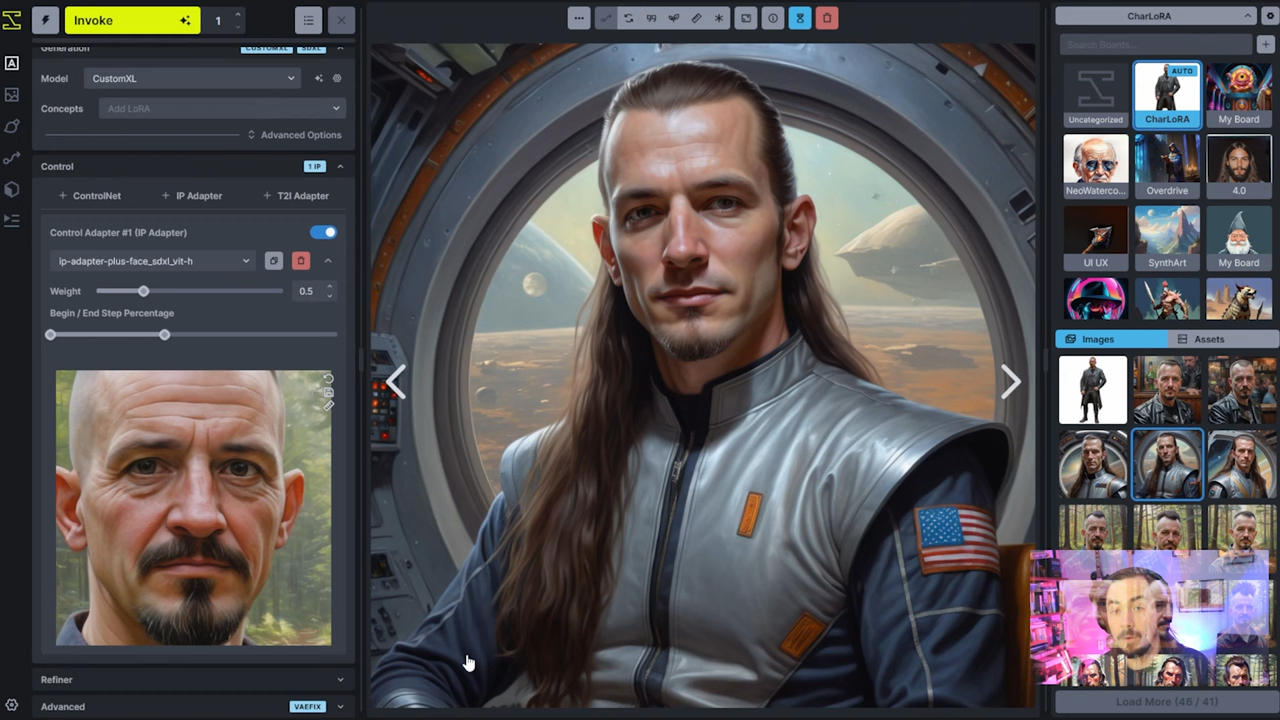 Invoke
1
Generation
CUSTOMXL
SDXL
Model
CustomXL
Concepts
Add LoRA
Advanced Options
Control
1 IP
+ ControlNet
+ IP Adapter
+ T2I Adapter
Control Adapter #1 (IP Adapter)
ip-adapter-plus-face_sdxl_vit-h
Weight
0.5
Begin / End Step Percentage
Refiner
Advanced
VAEFIX
CharLoRA
Search Boards...
AUTO
Uncategorized
CharLoRA
My Board
NeoWaterco...
Overdrive
4.0
UI UX
SynthArt
My Board
Images
Assets
Load More (46 / 41)